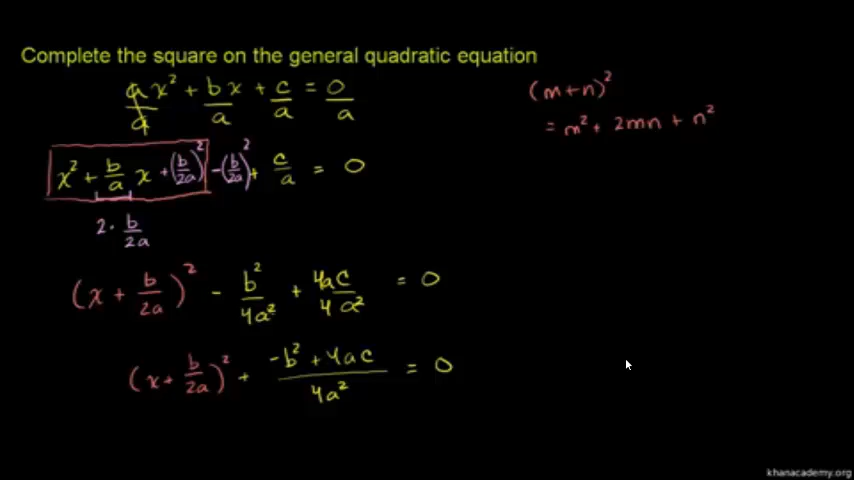 Complete the square on the general quadratic equation
ax²/a + bx/a + c/a = 0/a
(m+n)²
= m² + 2mn + n²
x² + b/a x + (b/2a)² - (b/2a)² + c/a = 0
2 · b/2a
(x + b/2a)² - b²/4a² + 4ac/4a² = 0
(x + b/2a)² + -b² + 4ac/4a² = 0
khanacademy.org